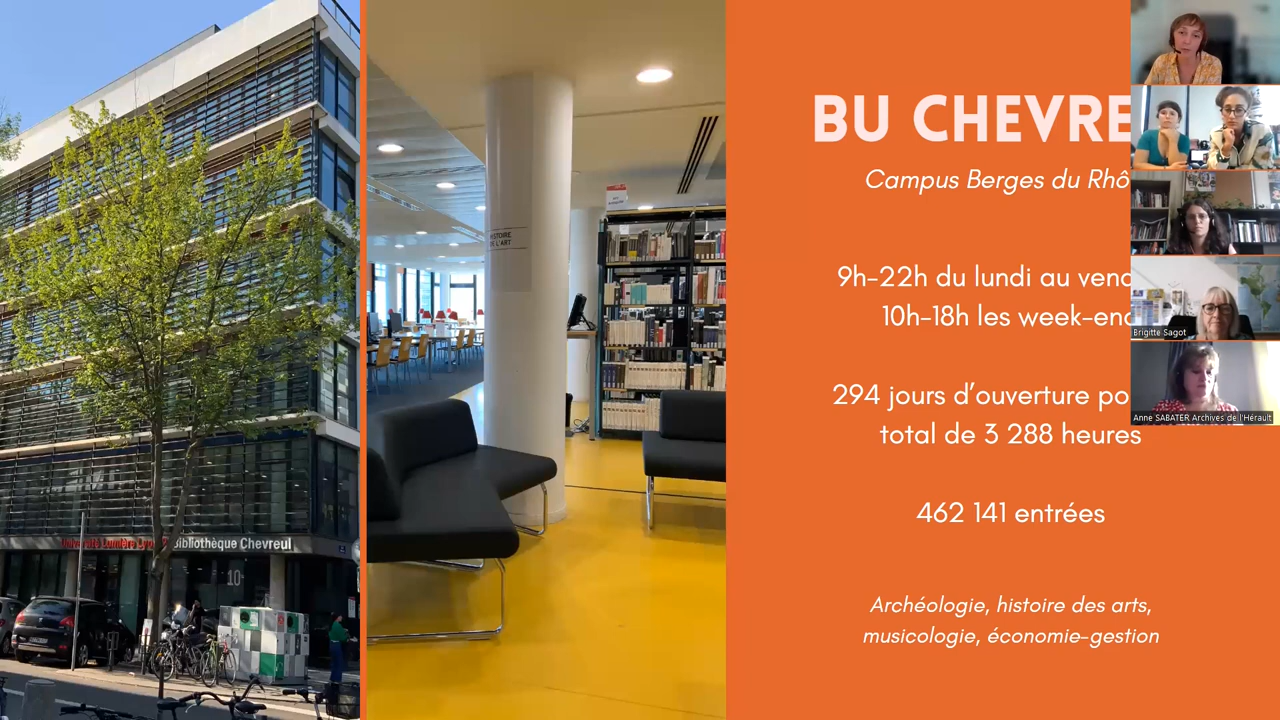 BU CHEVRE
Campus Berges du Rhô
9h-22h du lundi au vend
10h-18h les week-end
294 jours d'ouverture po
total de 3 288 heures
462 141 entrées
Archéologie, histoire des arts,
musicologie, économie-gestion
Université Lumière Lyon Bibliothèque Chevreul
10
HISTOIRE
DE L'ART
Brigitte Sagot
Anne SABATER Archives de l'Hérault